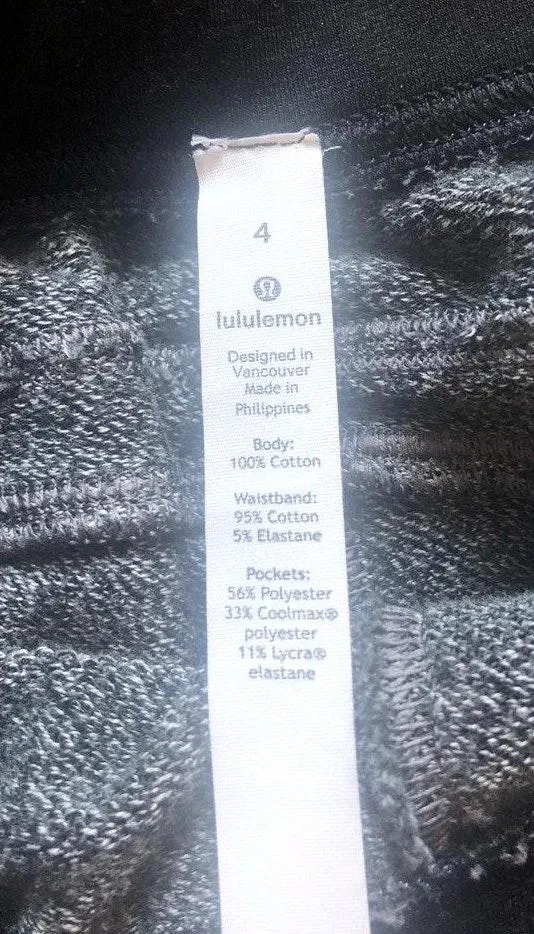 4
lululemon
Designed in
Vancouver
Made in
Philippines
Body:
100% Cotton
Waistband:
95% Cotton
5% Elastane
Pockets:
56% Polyester
33% Coolmax®
polyester
11% Lycra®
elastane